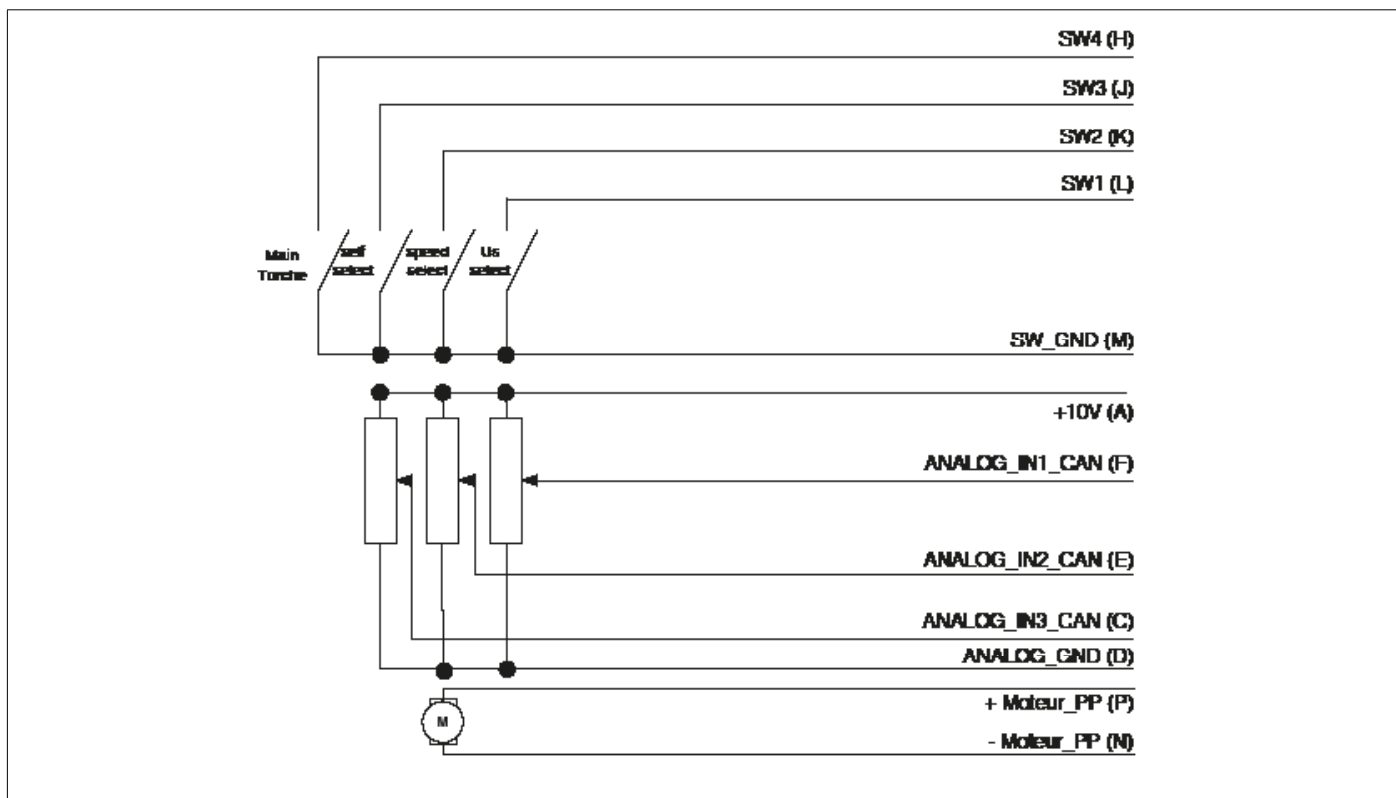 SW4 (H)
SW3 (J)
SW2 (K)
SW1 (L)
Main
Torche
self
select
speed
select
Us
select
SW_GND (M)
+10V (A)
ANALOG_IN1_CAN (F)
ANALOG_IN2_CAN (E)
ANALOG_IN3_CAN (C)
ANALOG_GND (D)
+ Moteur_PP (P)
M
- Moteur_PP (N)